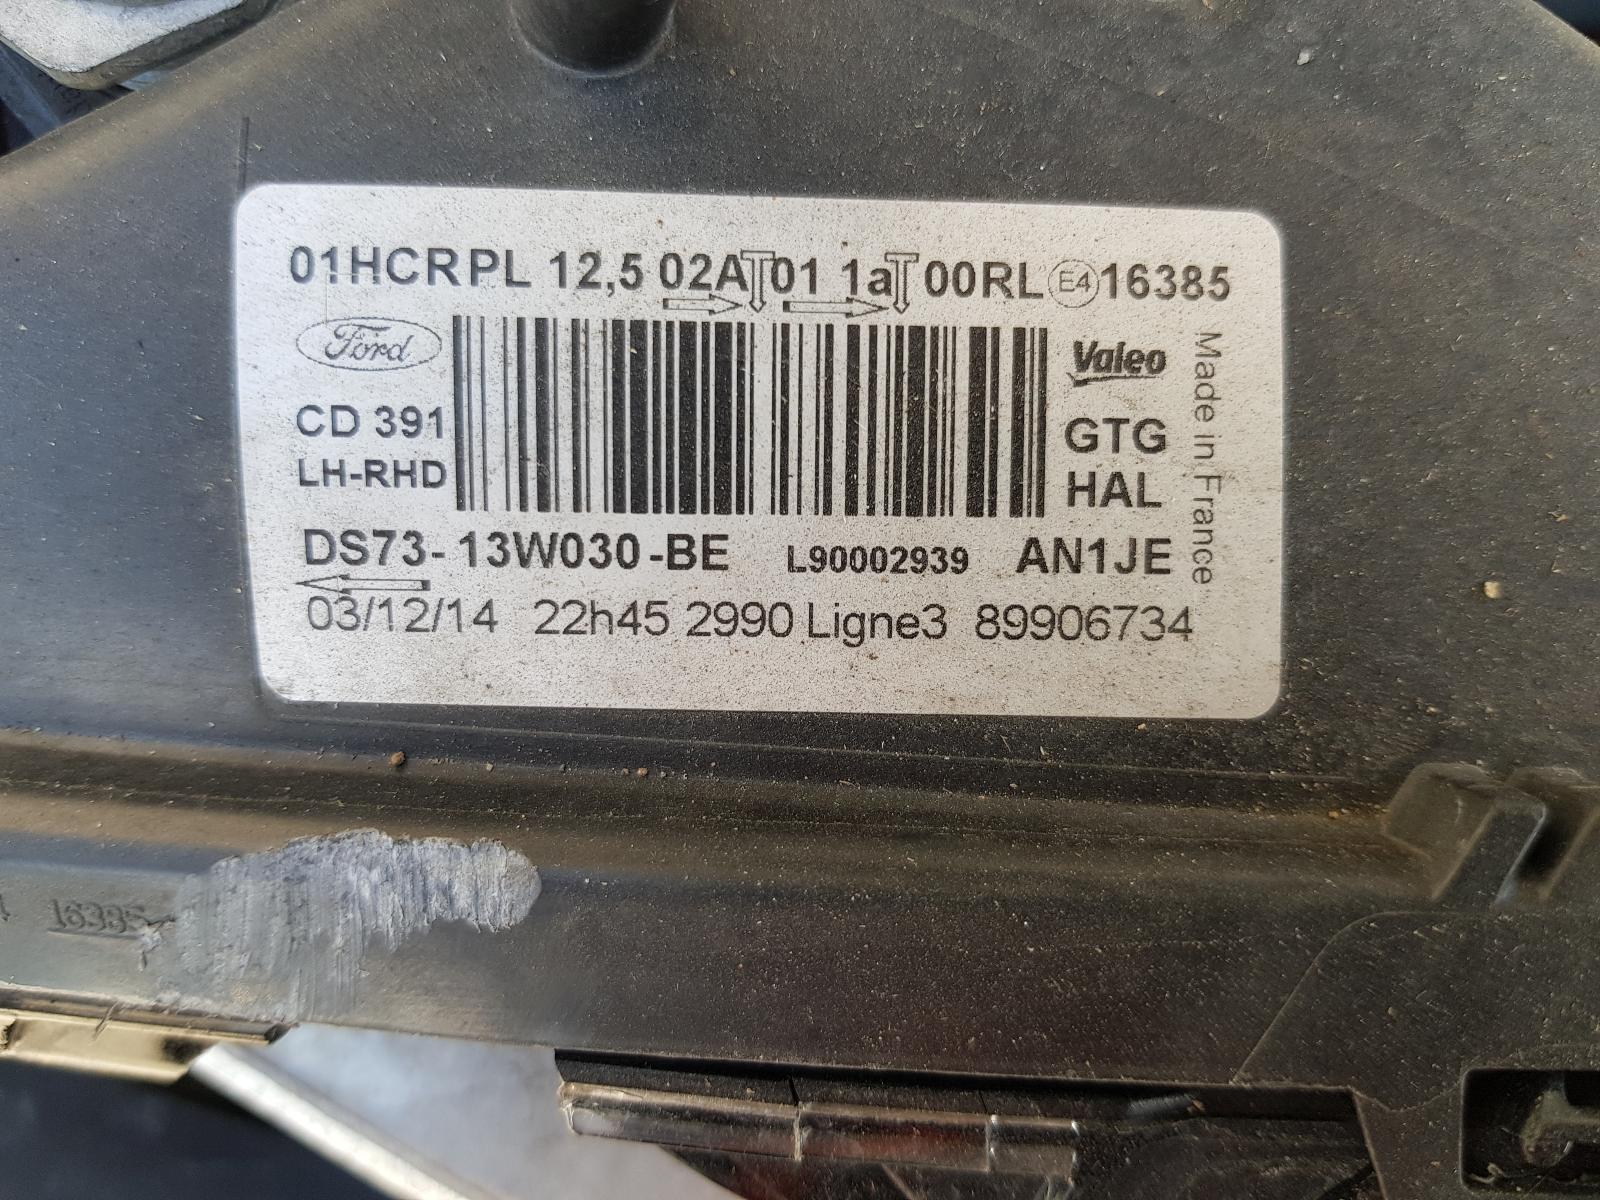 01HCRPL 12,5 02A 01 1a 00RL E4 16385
Ford
Valeo
CD 391
GTG
LH-RHD
HAL
Made in France
DS73-13W030-BE L90002939 AN1JE
03/12/14 22h45 2990 Ligne3 89906734
16385